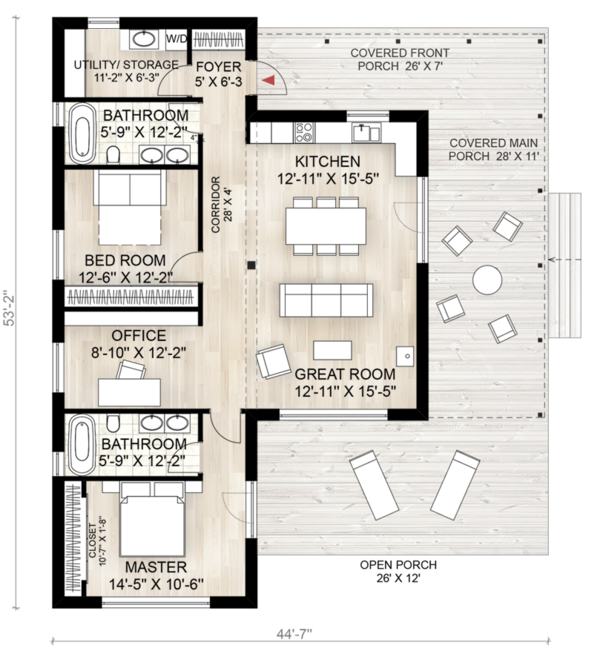 W/D
UTILITY/ STORAGE
11'-2" X 6'-3"
FOYER
5' X 6'-3
COVERED FRONT
PORCH 26' X 7'
BATHROOM
5'-9" X 12'-2"
4"
COVERED MAIN
PORCH 28' X 11'
KITCHEN
12'-11" X 15'-5"
CORRIDOR
28' X 4'
BED ROOM
12'-6" X 12'-2"
53'-2"
OFFICE
8'-10" X 12'-2"
GREAT ROOM
12'-11" X 15'-5"
BATHROOM
5'-9" X 12'-2"
CLOSET
10'-7" X 1'-8"
MASTER
14'-5" X 10'-6"
OPEN PORCH
26' X 12'
44'-7"